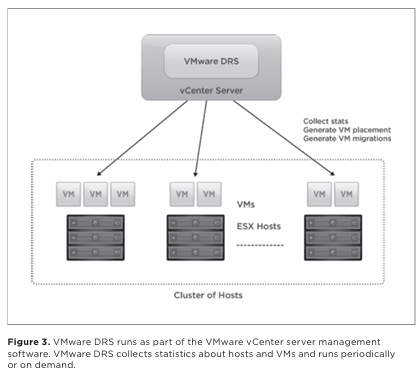 VMware DRS
vCenter Server
Collect stats
Generate VM placement
Generate VM migrations
VM VM VM
VM VM
VM VM
VMs
ESX Hosts
Cluster of Hosts
Figure 3. VMware DRS runs as part of the VMware vCenter server management
software. VMware DRS collects statistics about hosts and VMs and runs periodically
or on demand.